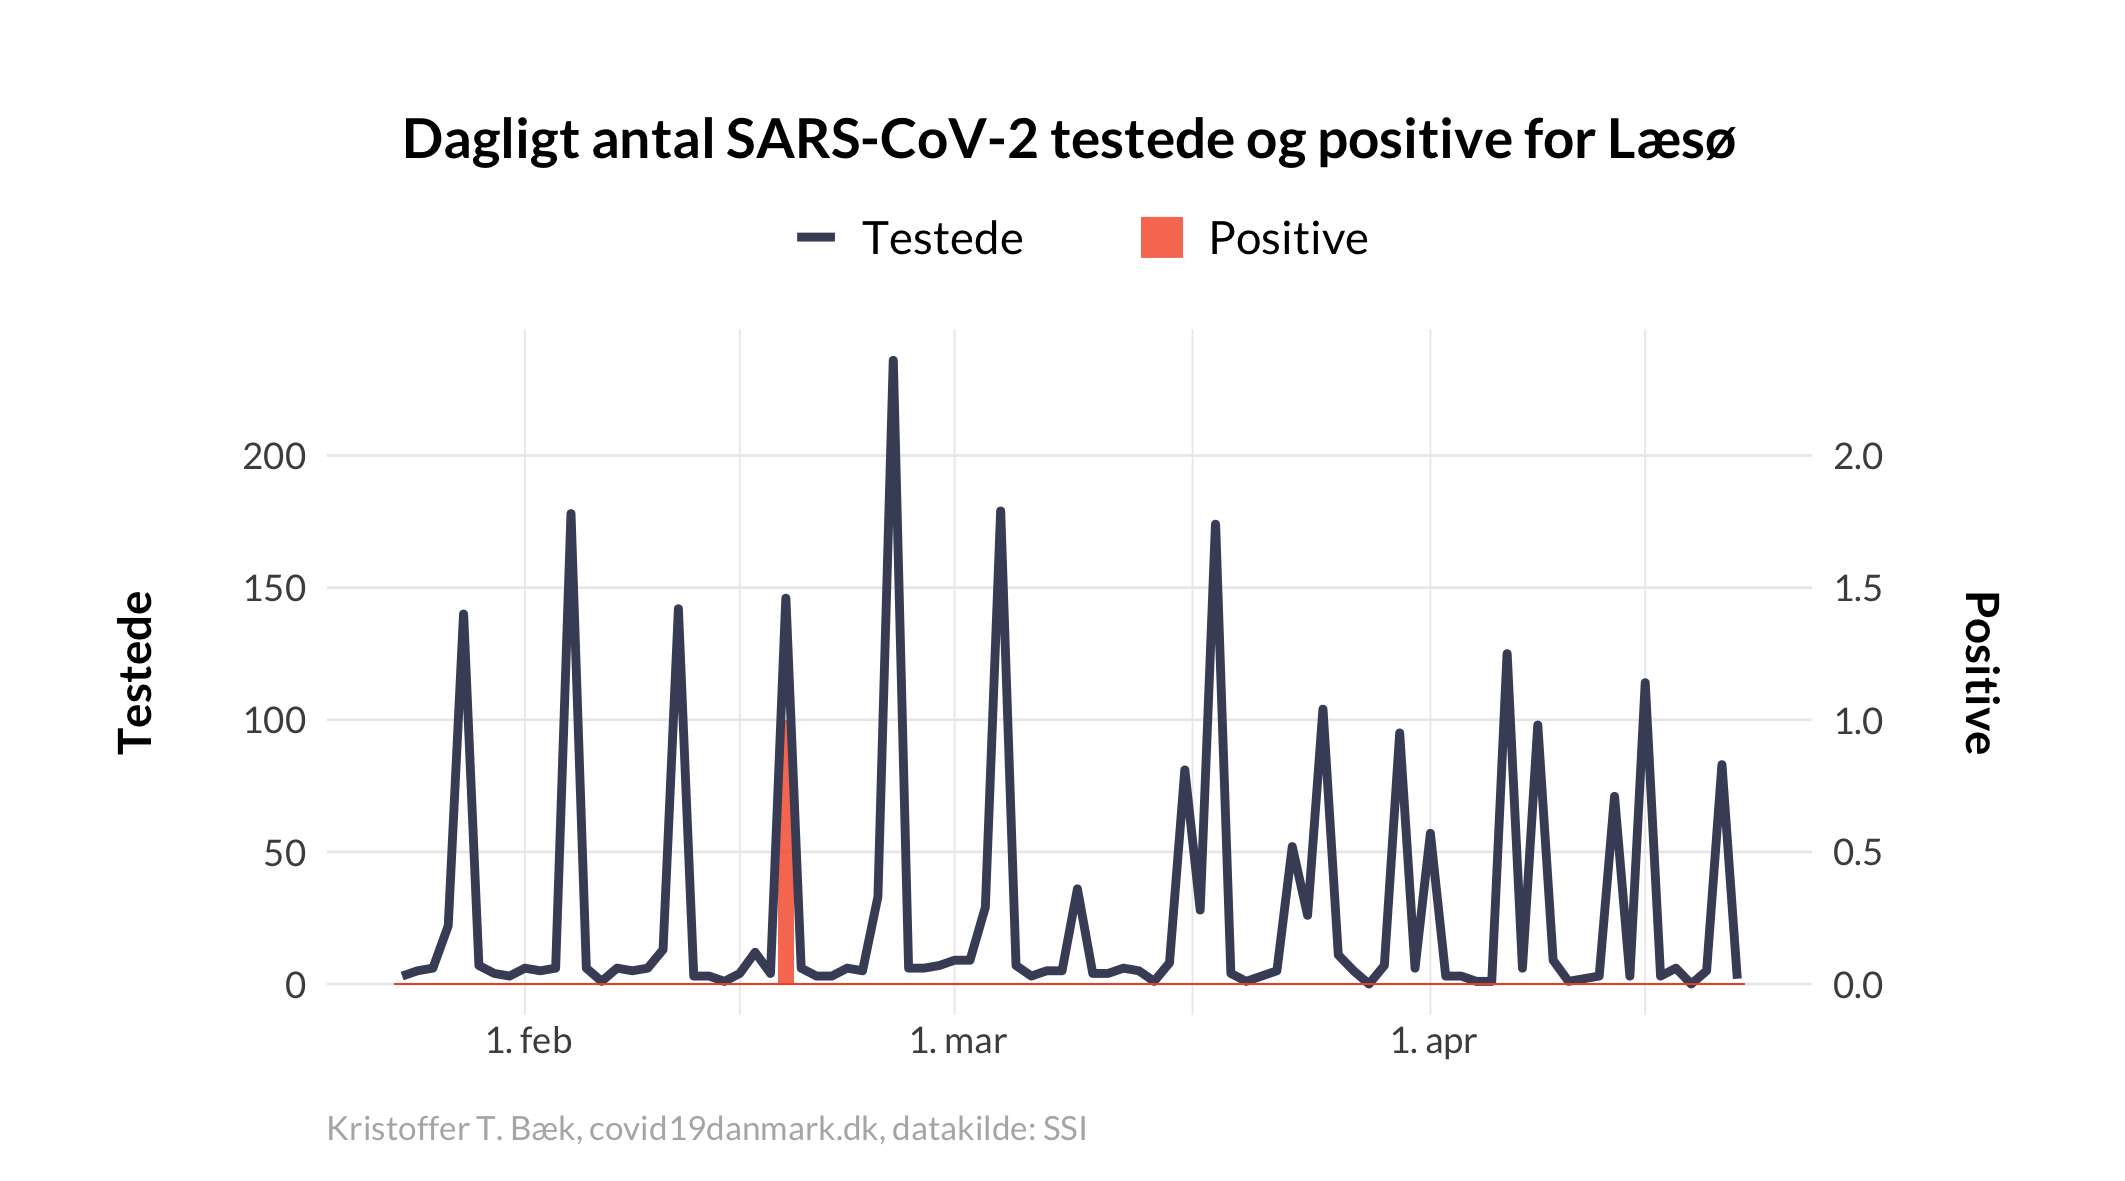 Dagligt antal SARS-CoV-2 testede og positive for Læsø
Testede Positive
200 2.0
150 1.5
100 1.0
50 0.5
0 0.0
Testede
Positive
1. feb 1. mar 1. apr
Kristoffer T. Bæk, covid19danmark.dk, datakilde: SSI